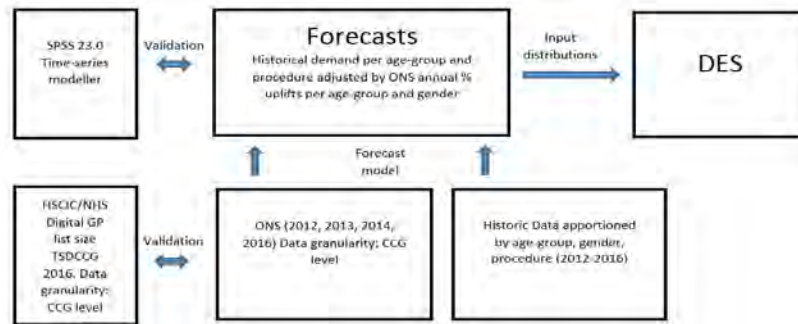 SPSS 23.0
Time-series
modeller
Validation
Forecasts
Historical demand per age-group and
procedure adjusted by ONS annual %
uplifts per age-group and gender
Input
distributions
DES
Forecast
model
HSCIC/NHS
Digital GP
list size
TSDCCG
2016. Data
granularity:
CCG level
Validation
ONS (2012, 2013, 2014,
2016) Data granularity: CCG
level
Historic Data apportioned
by age-group, gender,
procedure (2012-2016)